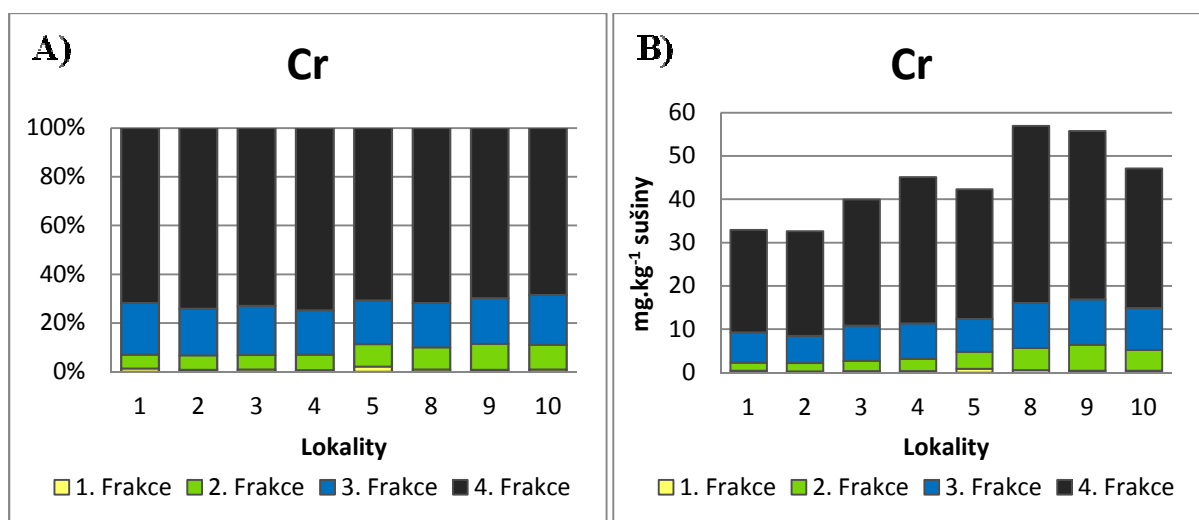 A)
Cr
100%
80%
60%
40%
20%
0%
1 2 3 4 5 8 9 10
Lokality
1. Frakce 2. Frakce 3. Frakce 4. Frakce
B)
Cr
mg.kg⁻¹ sušiny
60
50
40
30
20
10
0
1 2 3 4 5 8 9 10
Lokality
1. Frakce 2. Frakce 3. Frakce 4. Frakce